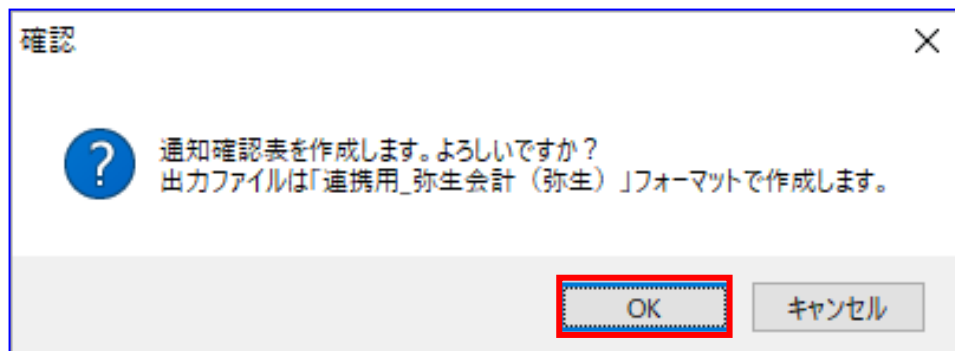 確認
通知確認表を作成します。よろしいですか？
出力ファイルは「連携用_弥生会計（弥生）」フォーマットで作成します。
OK
キャンセル